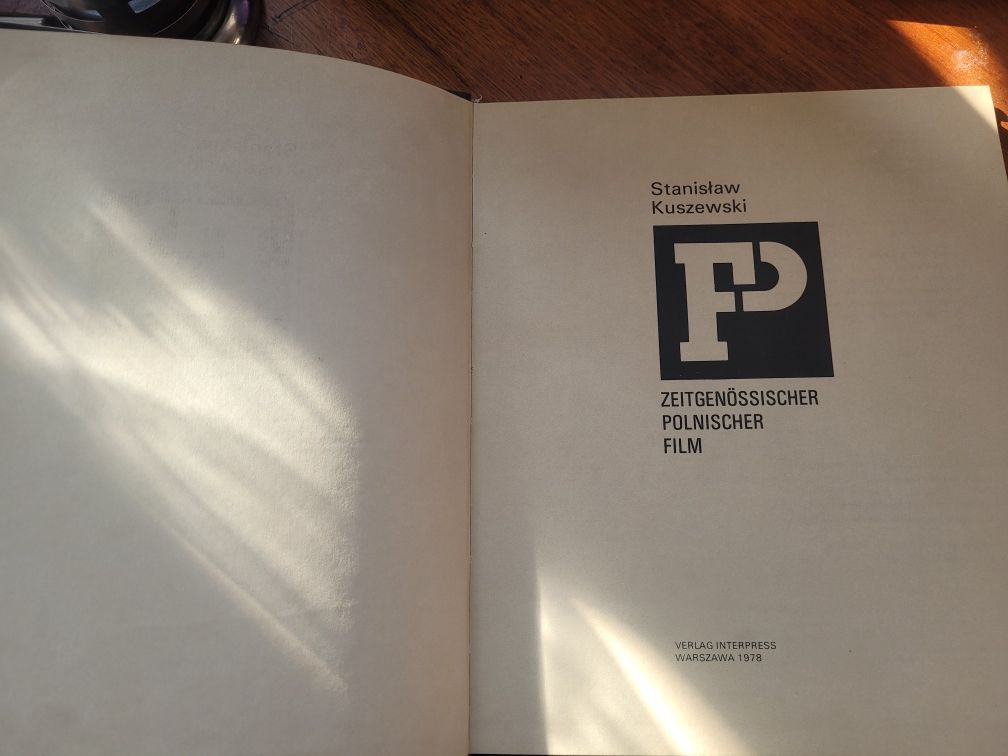 Stanisław
Kuszewski
FP
ZEITGENÖSSISCHER
POLNISCHER
FILM
VERLAG INTERPRESS
WARSZAWA 1978